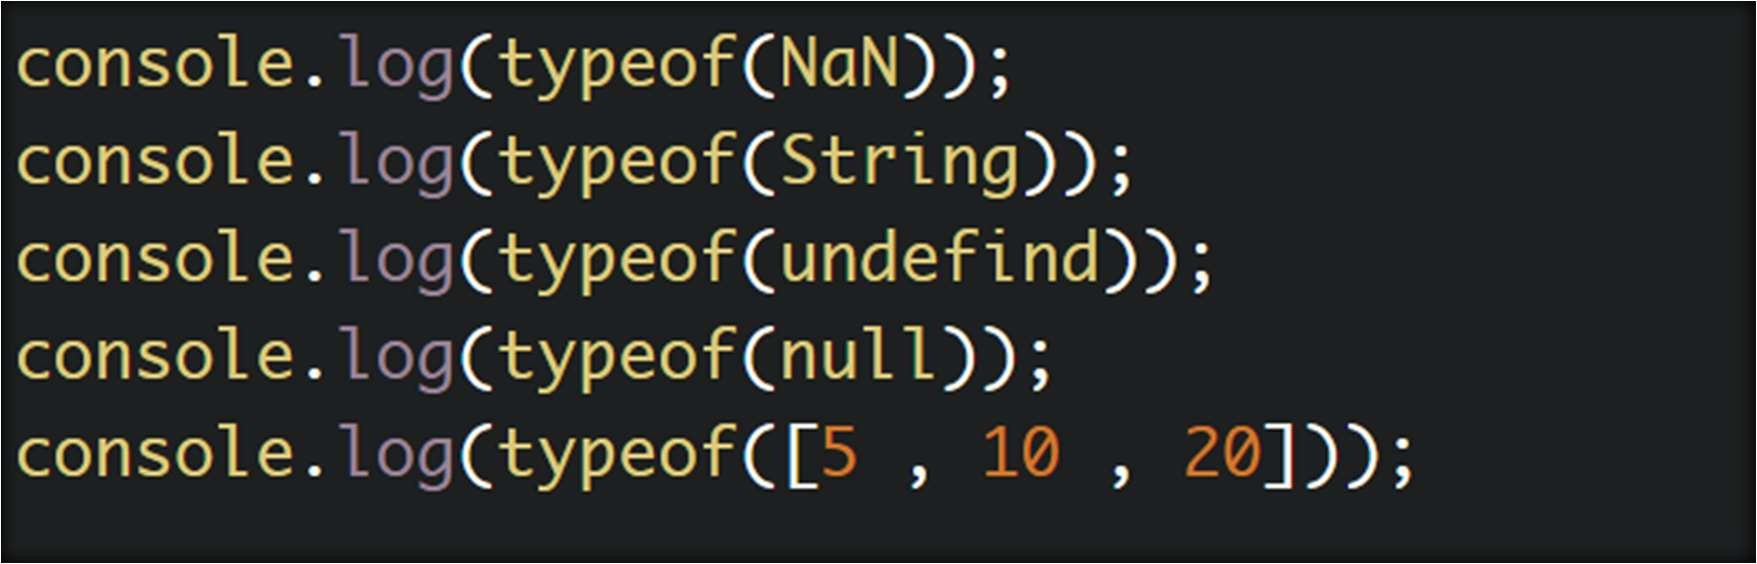 console.log(typeof(NaN));
console.log(typeof(String));
console.log(typeof(undefind));
console.log(typeof(null));
console.log(typeof([5 , 10 , 20]));